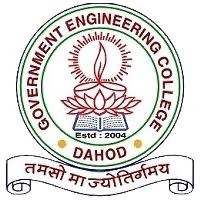 GOVERNMENT ENGINEERING COLLEGE
Estd : 2004
DAHOD
तमसो मा ज्योतिर्गमय